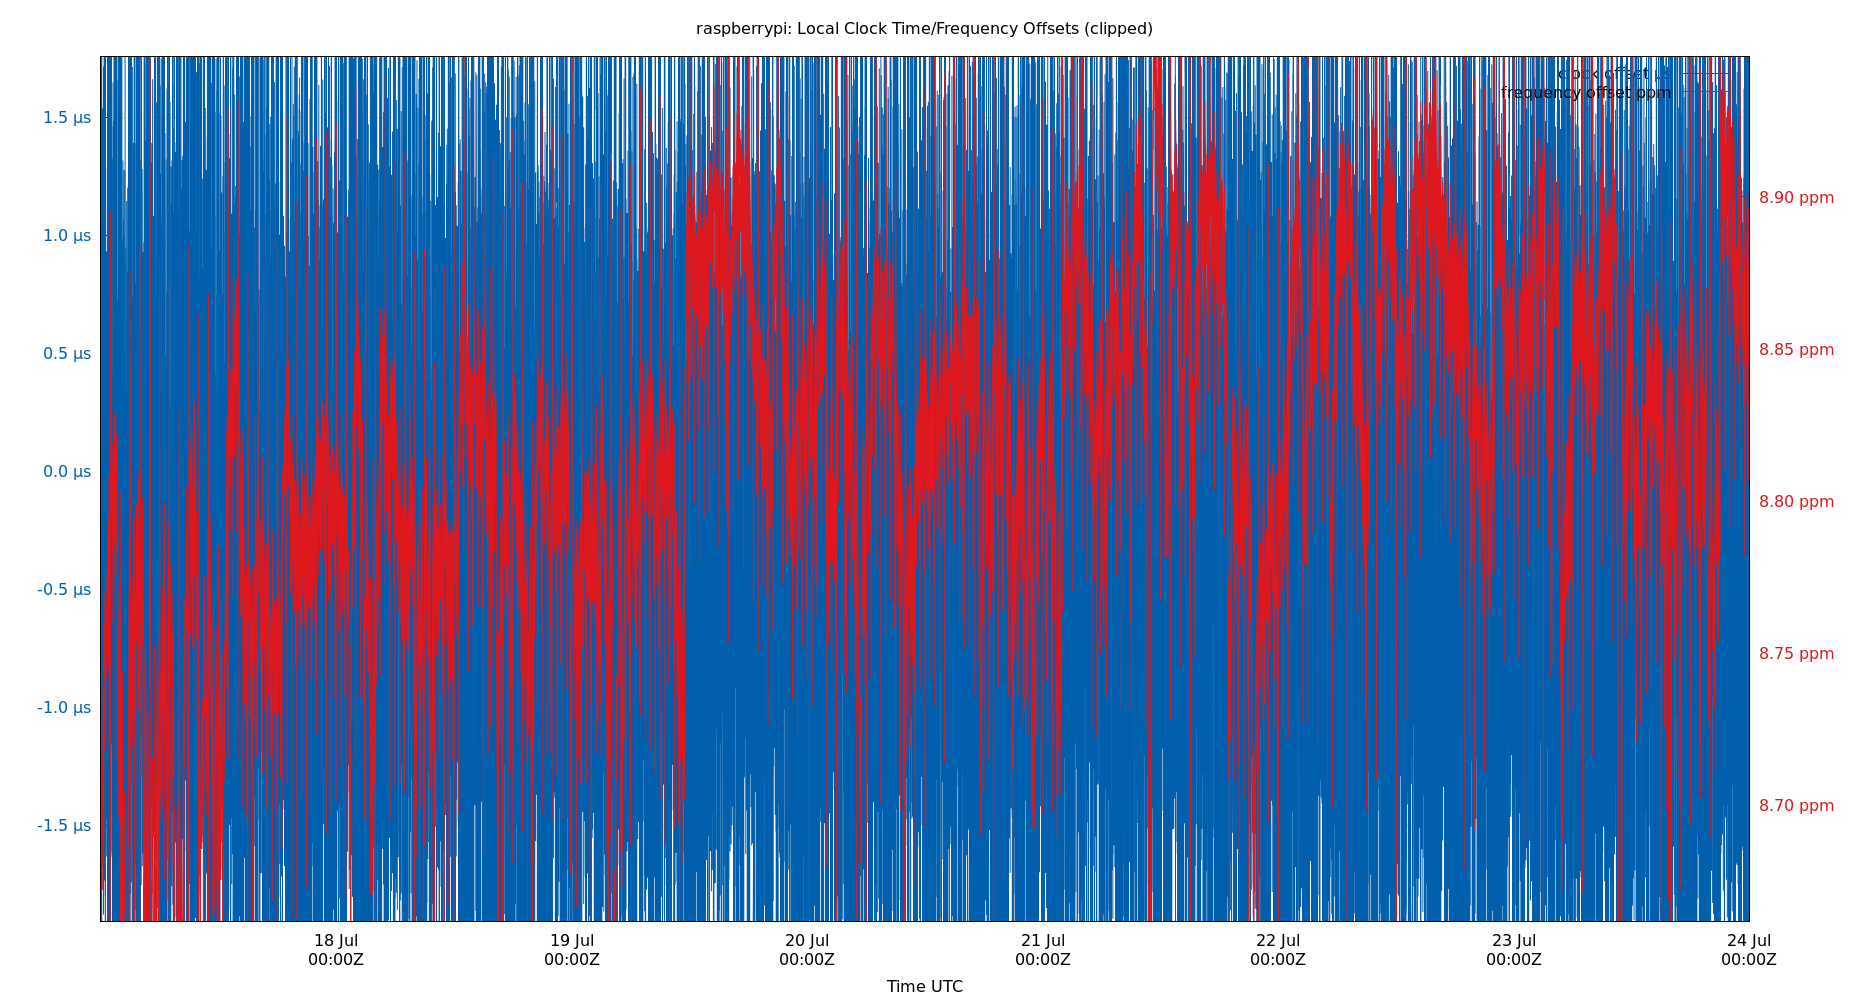 raspberrypi: Local Clock Time/Frequency Offsets (clipped)
clock offset µs
frequency offset ppm
1.5 µs
1.0 µs
0.5 µs
0.0 µs
-0.5 µs
-1.0 µs
-1.5 µs
8.90 ppm
8.85 ppm
8.80 ppm
8.75 ppm
8.70 ppm
18 Jul 19 Jul 20 Jul 21 Jul 22 Jul 23 Jul 24 Jul
00:00Z 00:00Z 00:00Z 00:00Z 00:00Z 00:00Z 00:00Z
Time UTC